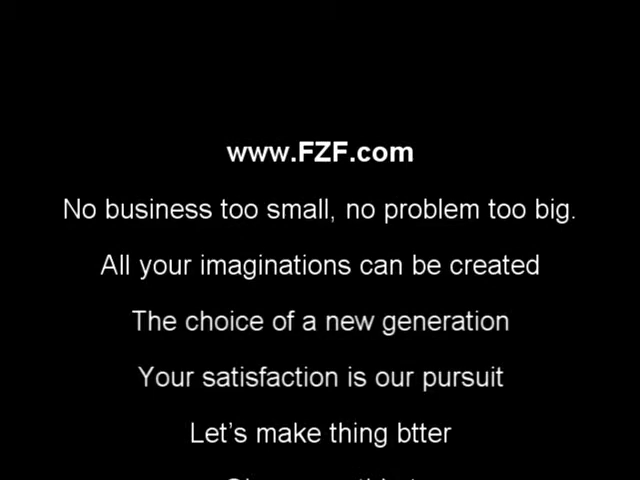 www.FZF.com
No business too small, no problem too big.
All your imaginations can be created
The choice of a new generation
Your satisfaction is our pursuit
Let’s make thing btter